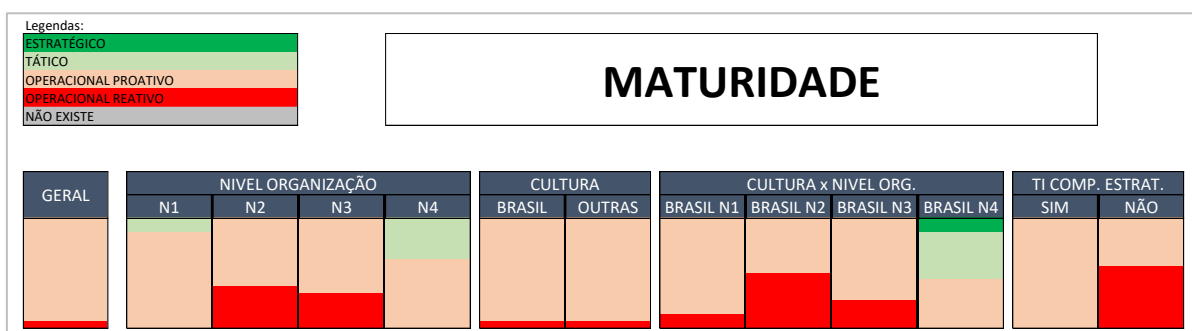 Legendas:
ESTRATÉGICO
TÁTICO
OPERACIONAL PROATIVO
OPERACIONAL REATIVO
NÃO EXISTE
MATURIDADE
GERAL
NIVEL ORGANIZAÇÃO
N1 N2 N3 N4
CULTURA
BRASIL OUTRAS
CULTURA x NIVEL ORG.
BRASIL N1 BRASIL N2 BRASIL N3 BRASIL N4
TI COMP. ESTRAT.
SIM NÃO